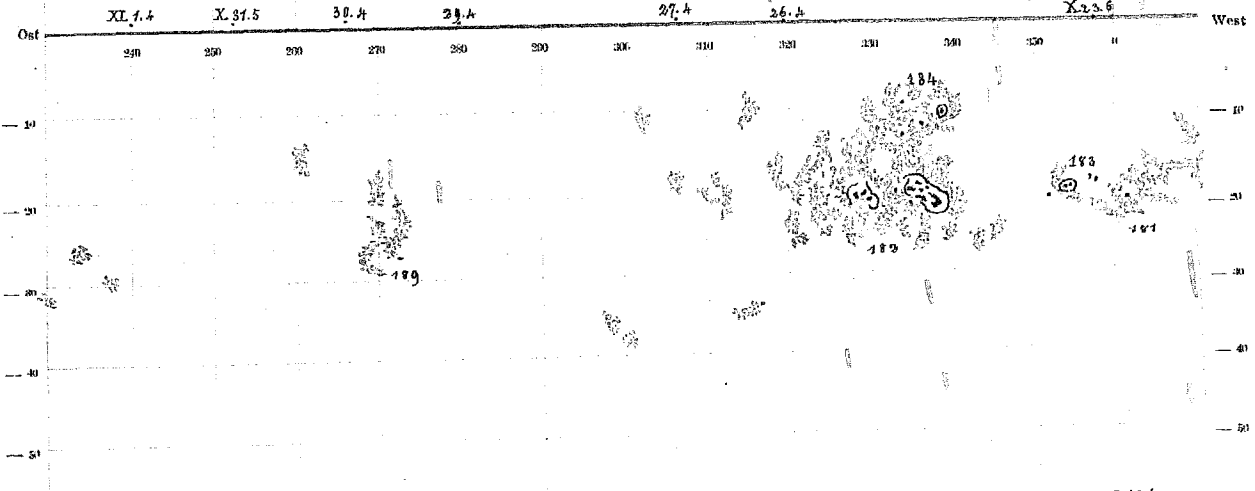 XI.1.4 X.31.5 30.4 29.4 27.4 26.4 X.23.6
Ost West
240 250 260 270 280 290 300 310 320 330 340 350 0
184
— 10 — 10
183
— 20 — 20
181
182
189
— 30 — 30
— 40 — 40
— 50 — 50